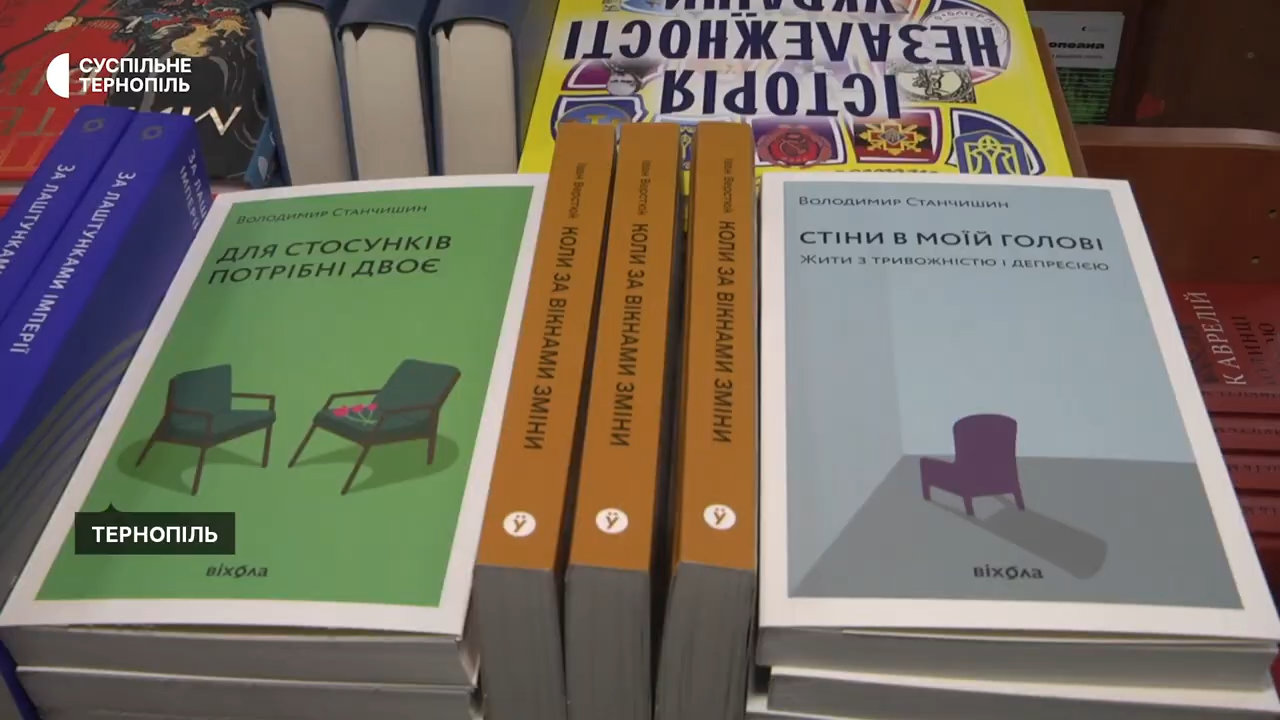 СУСПІЛЬНЕ
ТЕРНОПІЛЬ
ІСТОРІЯ
НЕЗАЛЕЖНОСТІ
УКРАЇНИ
ЗА ЛАШТУНКАМИ
ЗА ЛАШТУНКАМИ ІМПЕРІЇ
ІМПЕРІЇ
Володимир Станчишин
ДЛЯ СТОСУНКІВ
ПОТРІБНІ ДВОЄ
віхола
Іван Верстюк КОЛИ ЗА ВІКНАМИ ЗМІНИ
Іван Верстюк КОЛИ ЗА ВІКНАМИ ЗМІНИ
Іван Верстюк КОЛИ ЗА ВІКНАМИ ЗМІНИ
Володимир Станчишин
СТІНИ В МОЇЙ ГОЛОВІ
Жити з тривожністю і депресією
віхола
К АВРЕЛІЙ
ТЕРНОПІЛЬ